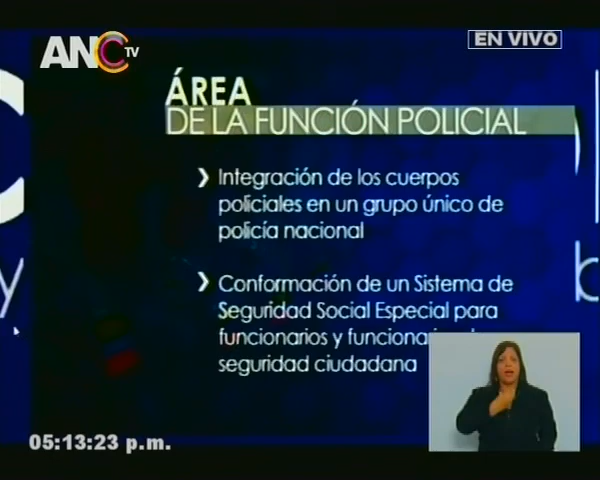 ANC TV
EN VIVO
ÁREA
DE LA FUNCIÓN POLICIAL
❯ Integración de los cuerpos
policiales en un grupo único de
policía nacional
❯ Conformación de un Sistema de
Seguridad Social Especial para
funcionarios y
seguridad ciudadana
y
b
05:13:23 p.m.